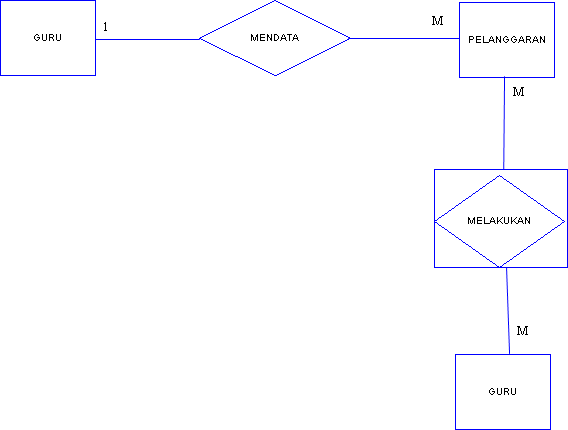 GURU
1
MENDATA
M
PELANGGARAN
M
MELAKUKAN
M
GURU